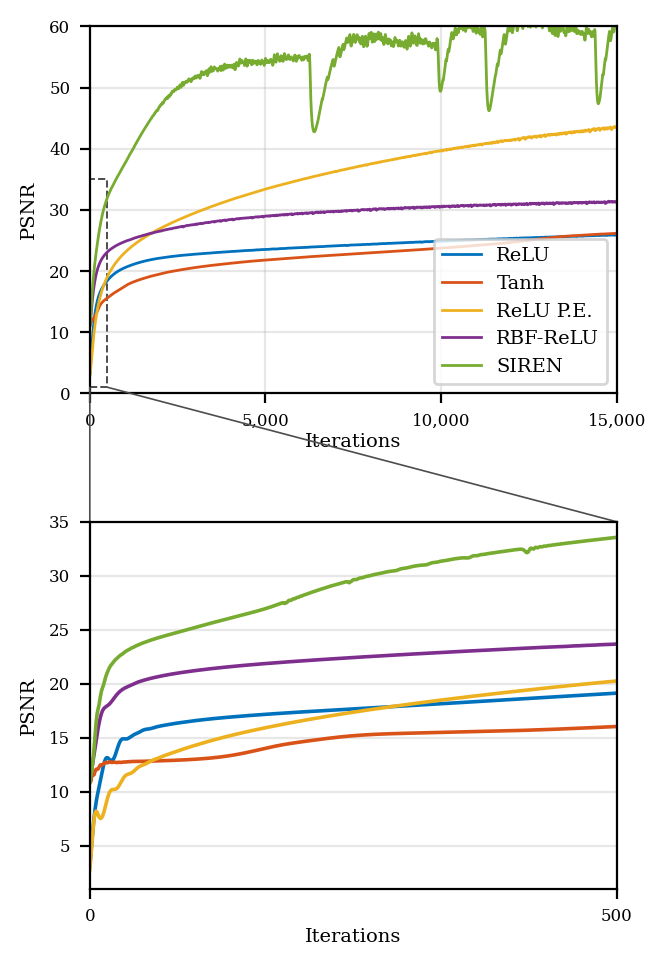 60
50
40
30
20
10
0
PSNR
ReLU
Tanh
ReLU P.E.
RBF-ReLU
SIREN
0 5,000 10,000 15,000
Iterations
35
30
25
20
15
10
5
PSNR
0 500
Iterations